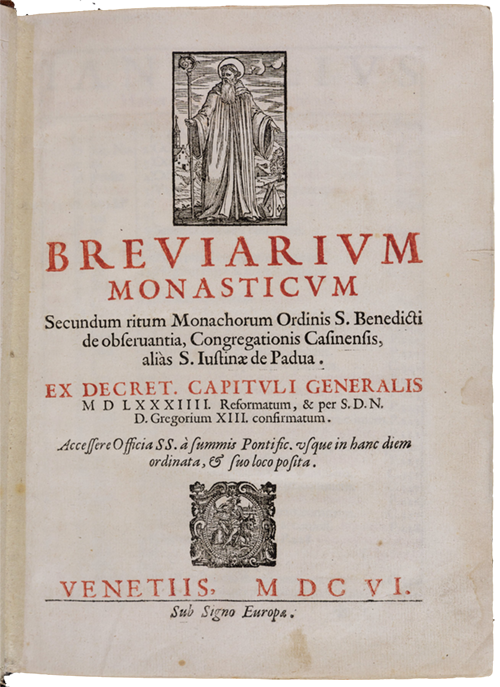 BREVIARIVM
MONASTICVM
Secundum ritum Monachorum Ordinis S. Benedicti
de obſeruantia, Congregationis Caſinenſis,
aliàs S. Iuſtinæ de Padua.
EX DECRET. CAPITVLI GENERALIS
M D LXXXIIII. Reformatum, & per S. D. N.
D. Gregorium XIII. confirmatum.
Acceſſere Officia SS. à ſummis Pontific. vſque in hanc diem
ordinata, & ſuo loco poſita.
VENETIIS, M D C VI.
Sub Signo Europæ.